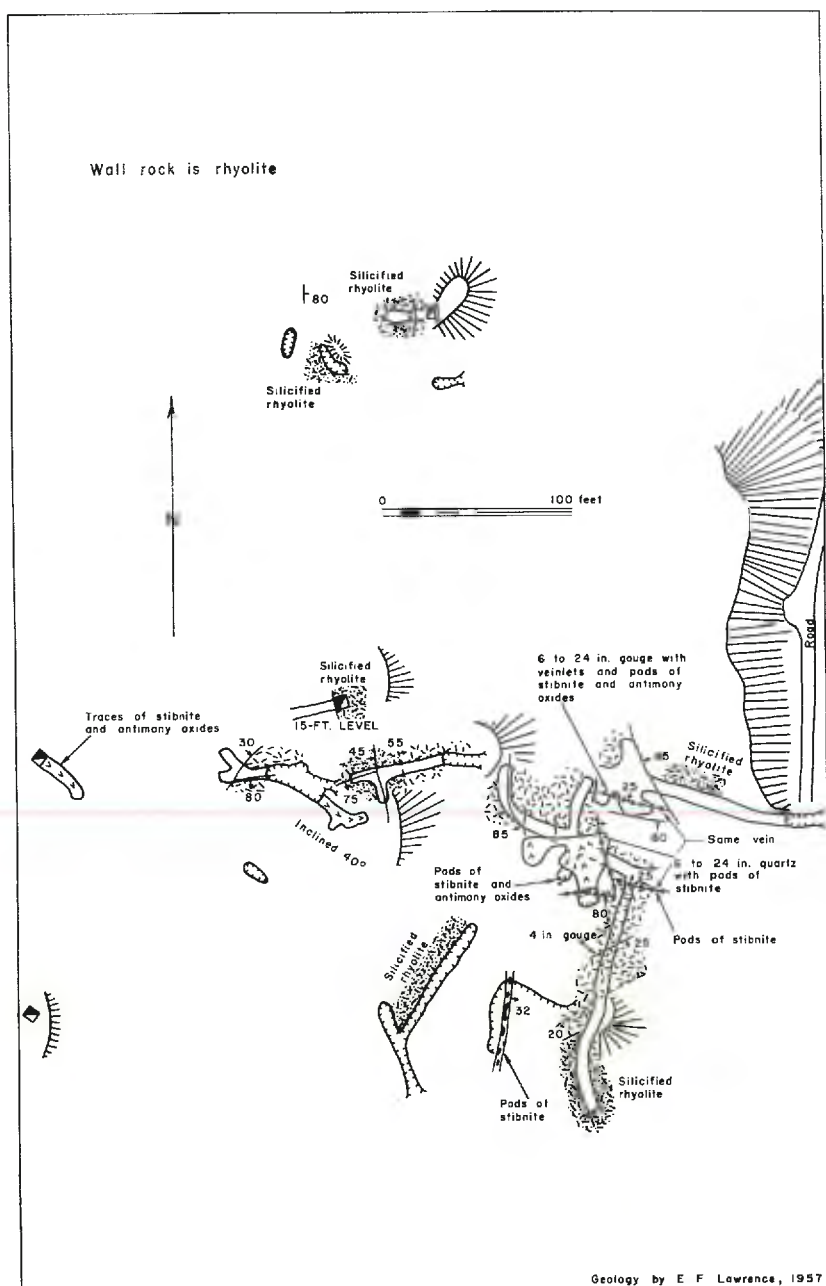 Wall rock is rhyolite
Silicified
rhyolite
80
Silicified
rhyolite
N
0 100 feet
Road
6 to 24 in. gouge with
veinlets and pods of
stibnite and antimony
oxides
Silicified
rhyolite
15-FT. LEVEL
Traces of stibnite
and antimany oxides
30
45
55
80
75
Inclined 40°
Silicified
rhyolite
25
85
60
Same vein
6 to 24 in. quartz
with pods of
stibnite
25
Pods of
stibnite and
antimony oxides
80
Pods of stibnite
4 in gouge
25
Silicified
rhyolite
32
20
Pods of
stibnite
Silicified
rhyolite
Geology by E F Lawrence, 1957